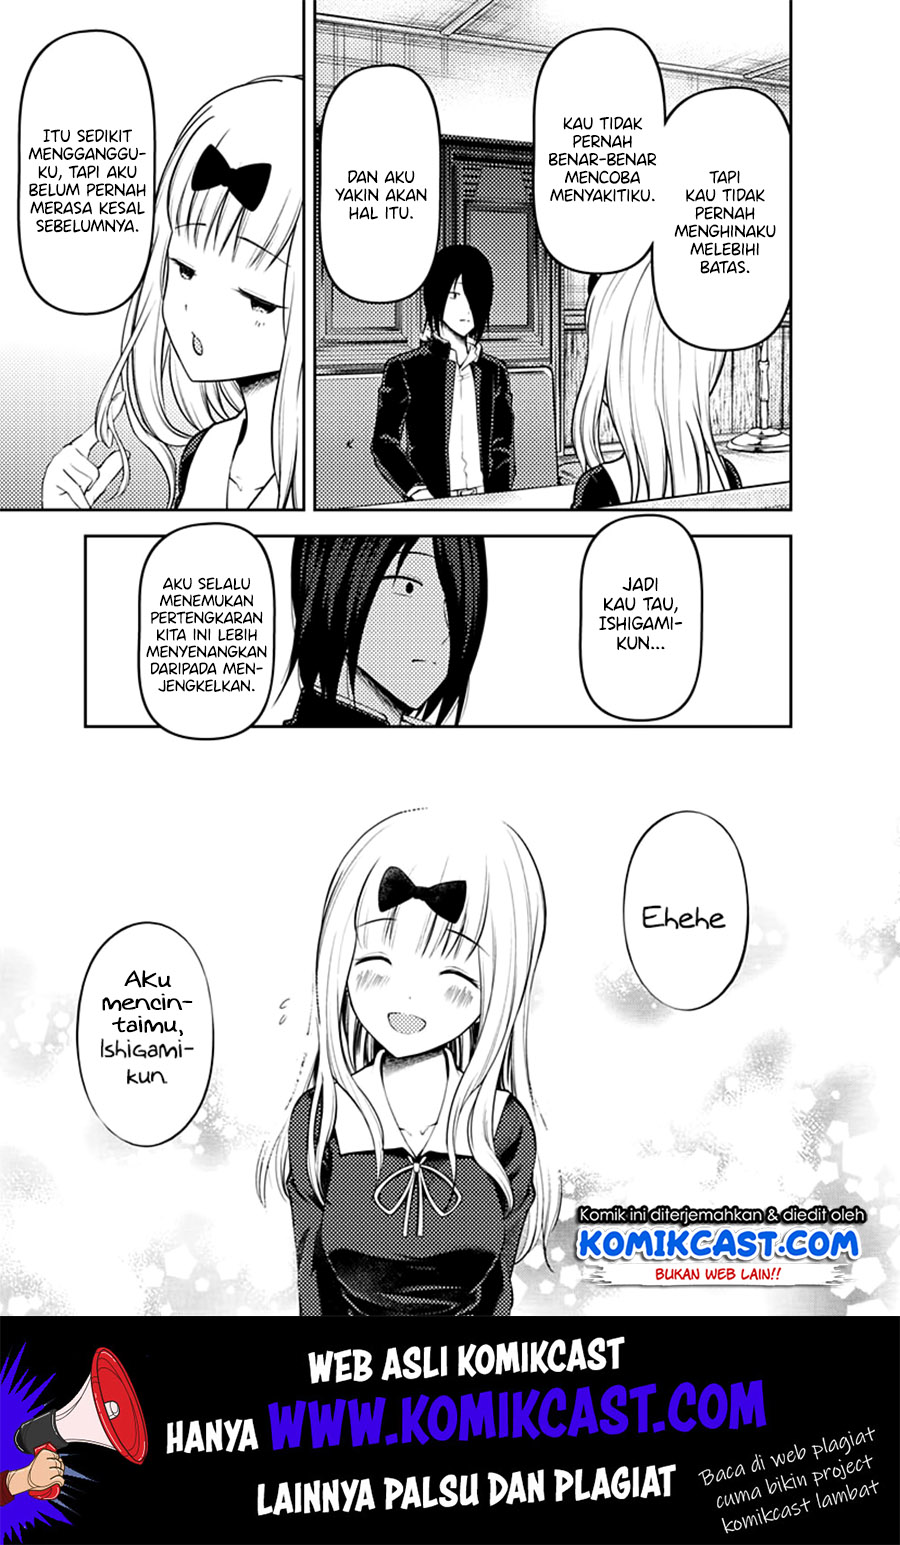 TAPI
KAU TIDAK
PERNAH
MENGHINAKU
MELEBIHI
BATAS.
KAU TIDAK
PERNAH
BENAR-BENAR
MENCOBA
MENYAKITIKU.
DAN AKU
YAKIN AKAN
HAL ITU.
ITU SEDIKIT
MENGGANGGU-
KU, TAPI AKU
BELUM PERNAH
MERASA KESAL
SEBELUMNYA.
JADI
KAU TAU,
ISHIGAMI-
KUN...
AKU SELALU
MENEMUKAN
PERTENGKARAN
KITA INI LEBIH
MENYENANGKAN
DARIPADA MEN-
JENGKELKAN.
Ehehe
Aku
mencin-
taimu,
Ishigami-
kun.
Komik ini diterjemahkan & diedit oleh
KOMIKCAST.COM
BUKAN WEB LAIN!!
WEB ASLI KOMIKCAST
HANYA WWW.KOMIKCAST.COM
LAINNYA PALSU DAN PLAGIAT
Baca di web plagiat
cuma bikin project
komikcast lambat